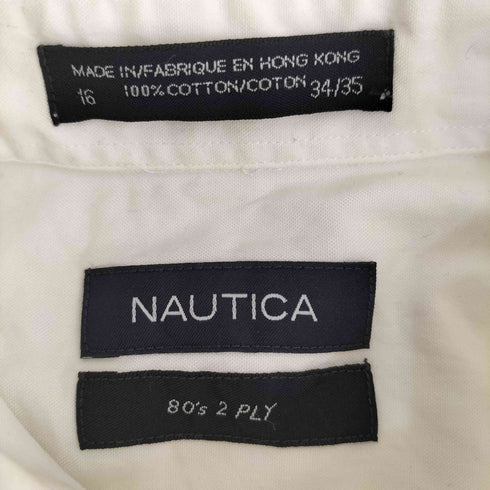 MADE IN/FABRIQUE EN HONG KONG
16 100% COTTON/COTON 34/35
NAUTICA
80's 2 PLY